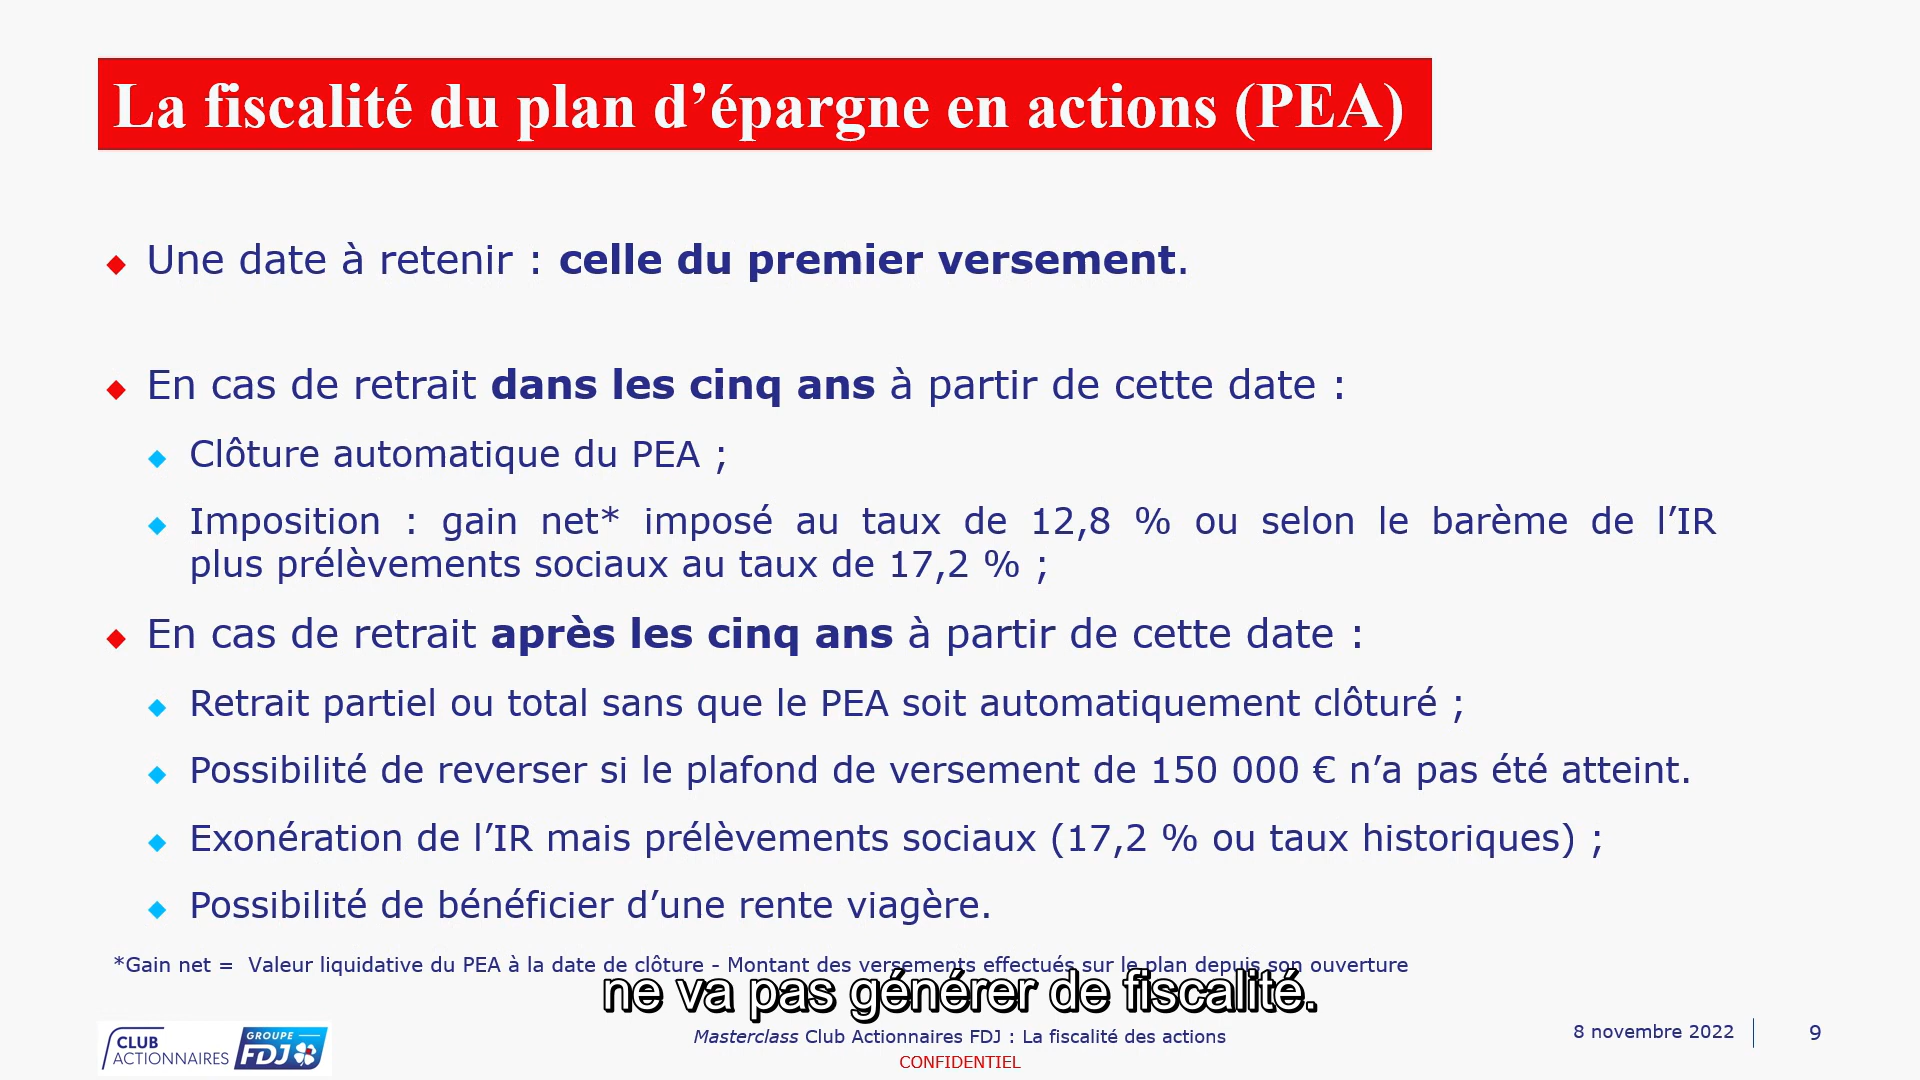 La fiscalité du plan d’épargne en actions (PEA)
Une date à retenir : celle du premier versement.
En cas de retrait dans les cinq ans à partir de cette date :
Clôture automatique du PEA ;
Imposition : gain net* imposé au taux de 12,8 % ou selon le barème de l’IR
plus prélèvements sociaux au taux de 17,2 % ;
En cas de retrait après les cinq ans à partir de cette date :
Retrait partiel ou total sans que le PEA soit automatiquement clôturé ;
Possibilité de reverser si le plafond de versement de 150 000 € n’a pas été atteint.
Exonération de l’IR mais prélèvements sociaux (17,2 % ou taux historiques) ;
Possibilité de bénéficier d’une rente viagère.
*Gain net = Valeur liquidative du PEA à la date de clôture - Montant des versements effectués sur le plan depuis son ouverture
ne va pas générer de fiscalité.
CLUB
ACTIONNAIRES
GROUPE
FDJ
Masterclass Club Actionnaires FDJ : La fiscalité des actions
CONFIDENTIEL
8 novembre 2022
9